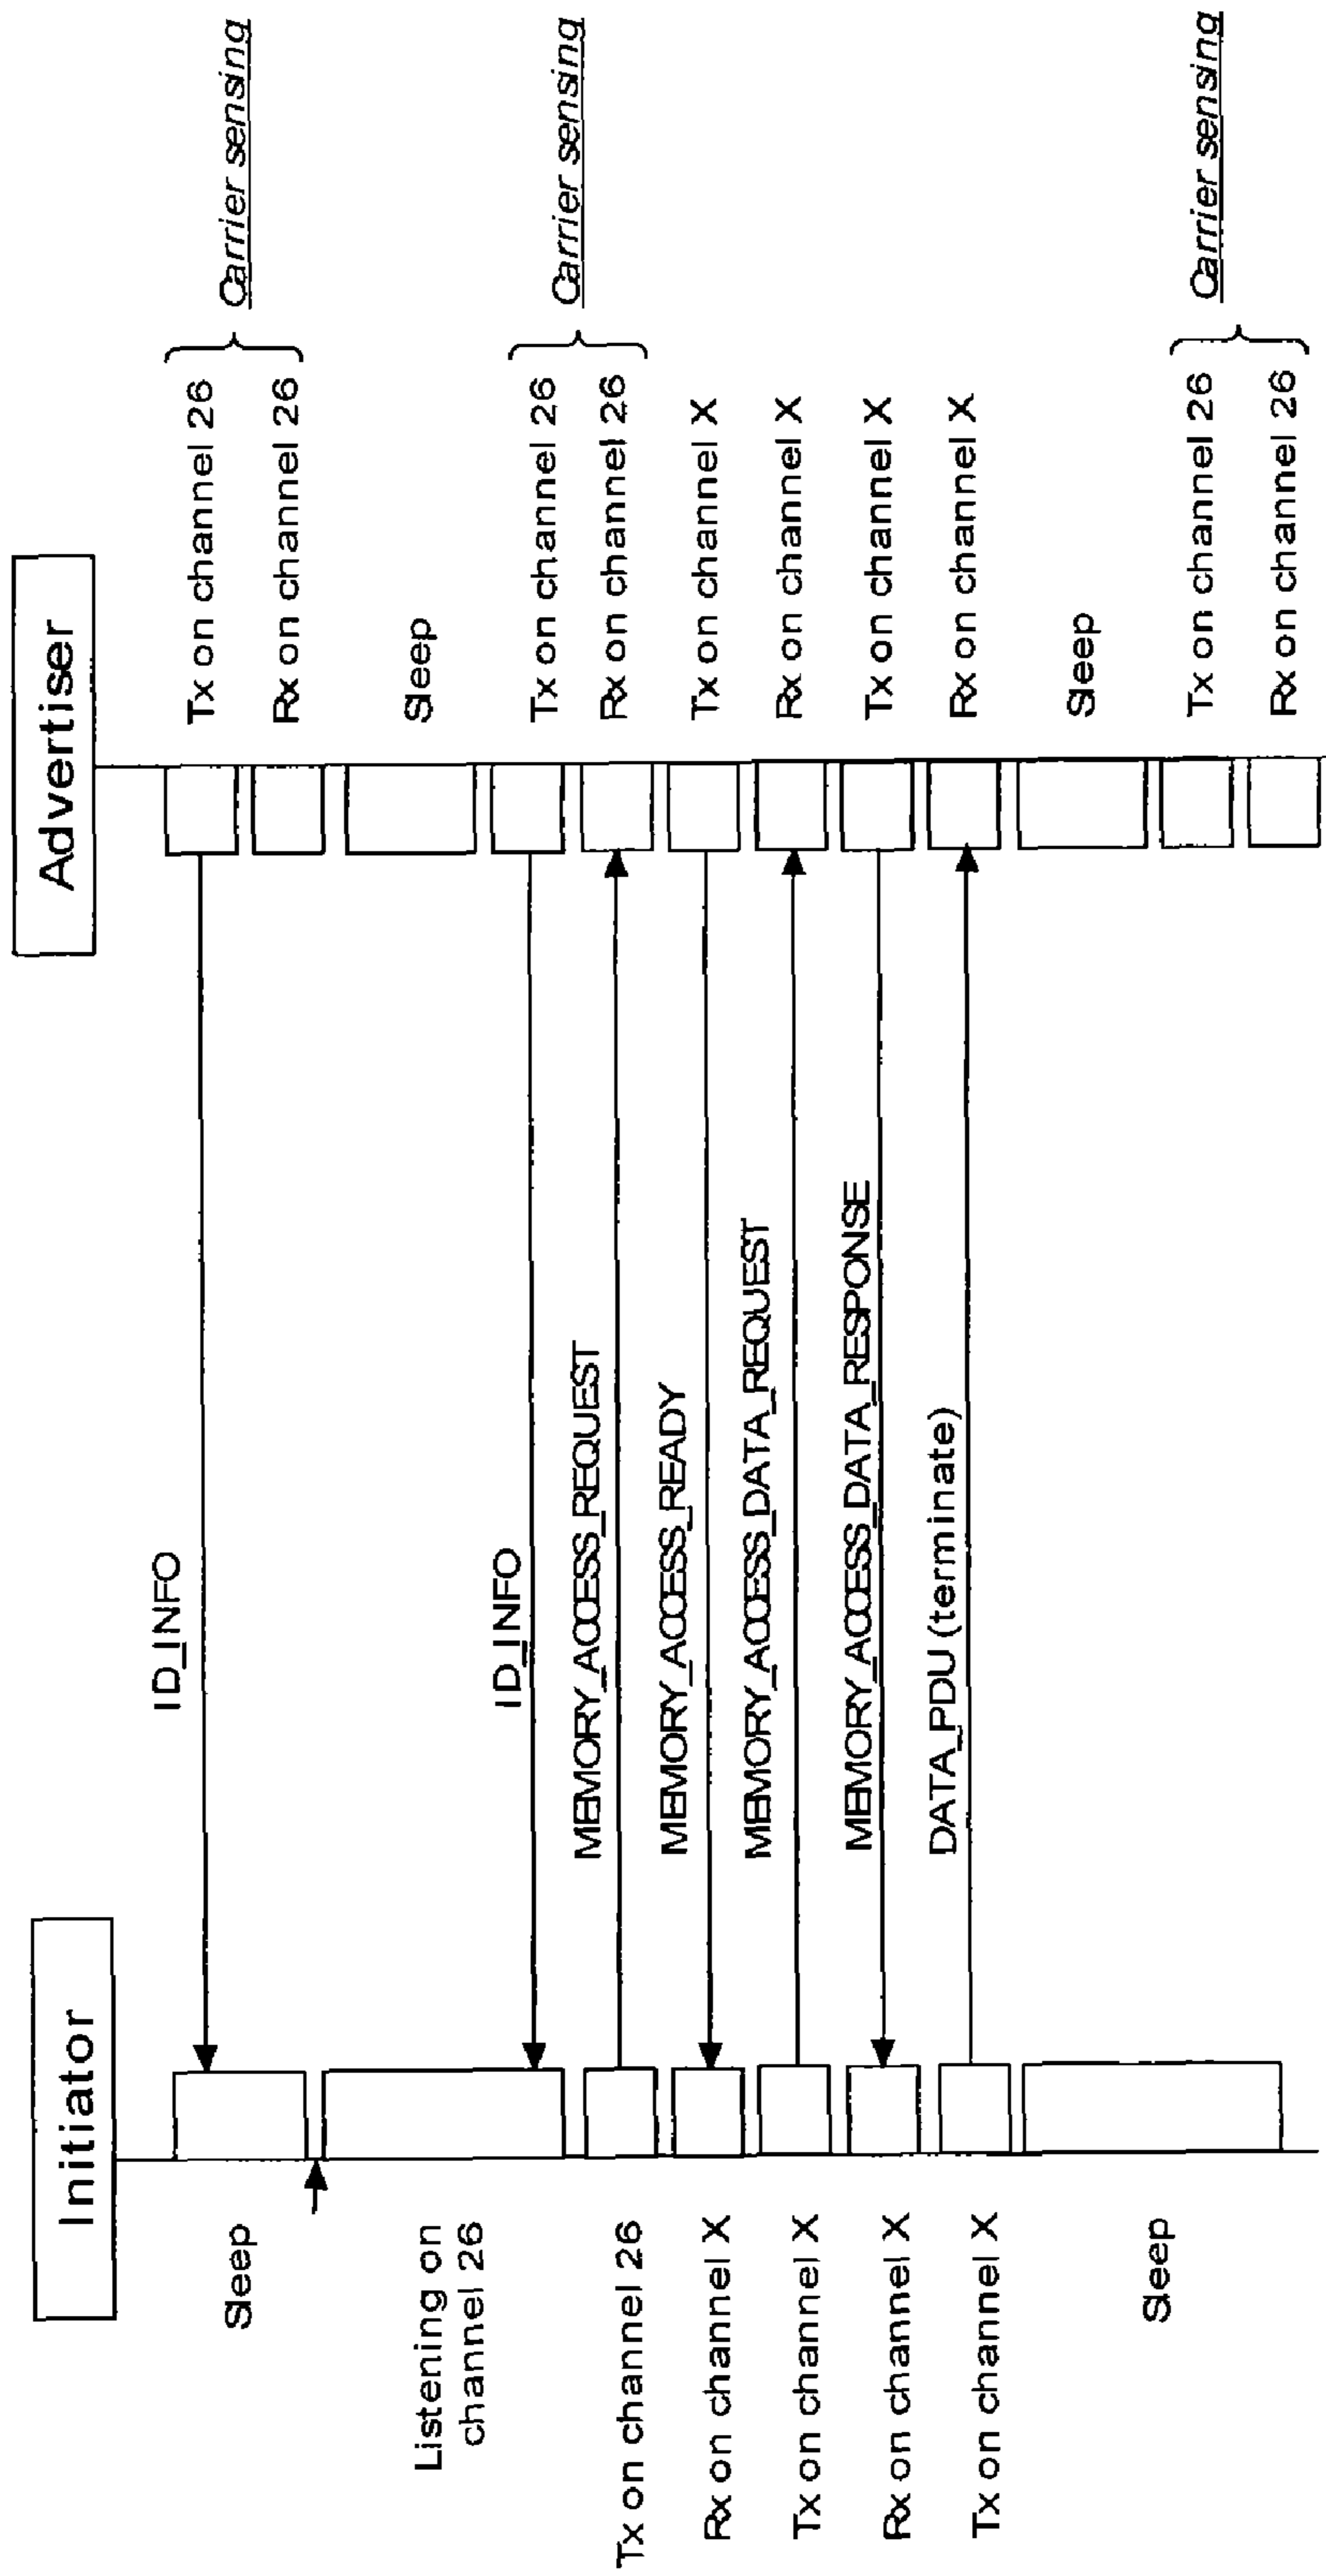 Initiator
Advertiser
Sleep
ID_INFO
Tx on channel 26
Carrier sensing
Rx on channel 26
Listening on
channel 26
Sleep
ID_INFO
Tx on channel 26
Carrier sensing
Tx on channel 26
MEMORY_ACCESS_REQUEST
Rx on channel 26
Rx on channel X
MEMORY_ACCESS_READY
Tx on channel X
Tx on channel X
MEMORY_ACCESS_DATA_REQUEST
Rx on channel X
Rx on channel X
MEMORY_ACCESS_DATA_RESPONSE
Tx on channel X
Tx on channel X
DATA_PDU (terminate)
Rx on channel X
Sleep
Sleep
Tx on channel 26
Carrier sensing
Rx on channel 26